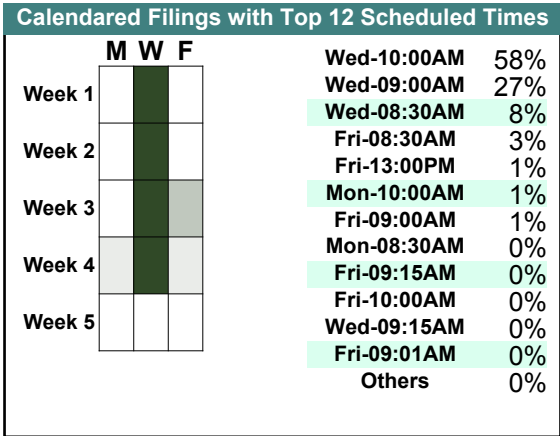 Calendared Filings with Top 12 Scheduled Times
M W F
Week 1
Week 2
Week 3
Week 4
Week 5
Wed-10:00AM 58%
Wed-09:00AM 27%
Wed-08:30AM 8%
Fri-08:30AM 3%
Fri-13:00PM 1%
Mon-10:00AM 1%
Fri-09:00AM 1%
Mon-08:30AM 0%
Fri-09:15AM 0%
Fri-10:00AM 0%
Wed-09:15AM 0%
Fri-09:01AM 0%
Others 0%